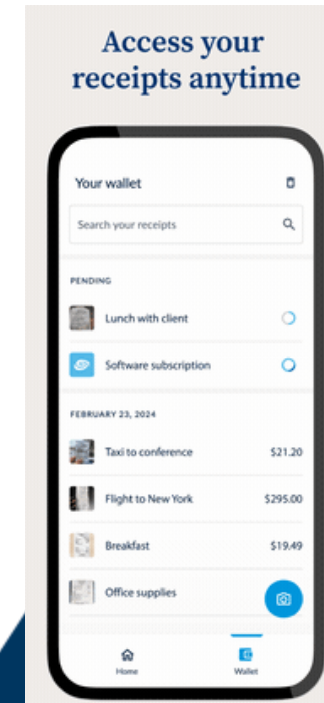 Access your
receipts anytime
Your wallet
Search your receipts
PENDING
Lunch with client
Software subscription
FEBRUARY 23, 2024
Taxi to conference $21.20
Flight to New York $295.00
Breakfast $19.49
Office supplies
Home Wallet